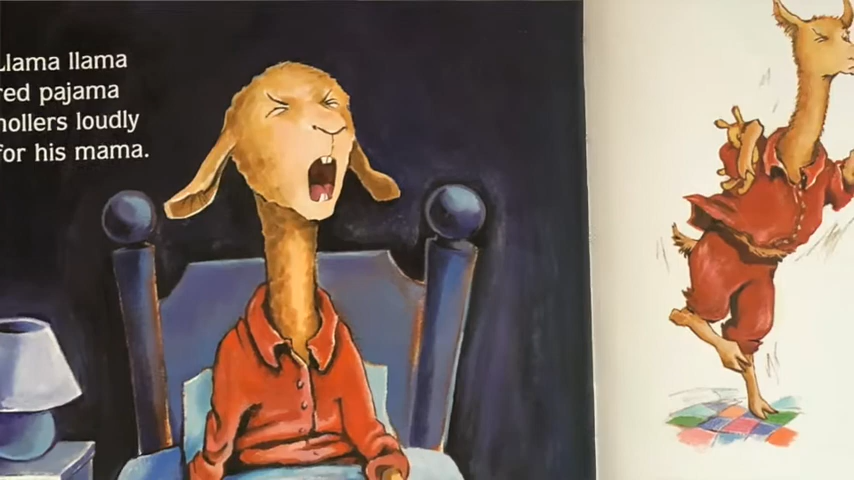 Llama llama
red pajama
hollers loudly
for his mama.